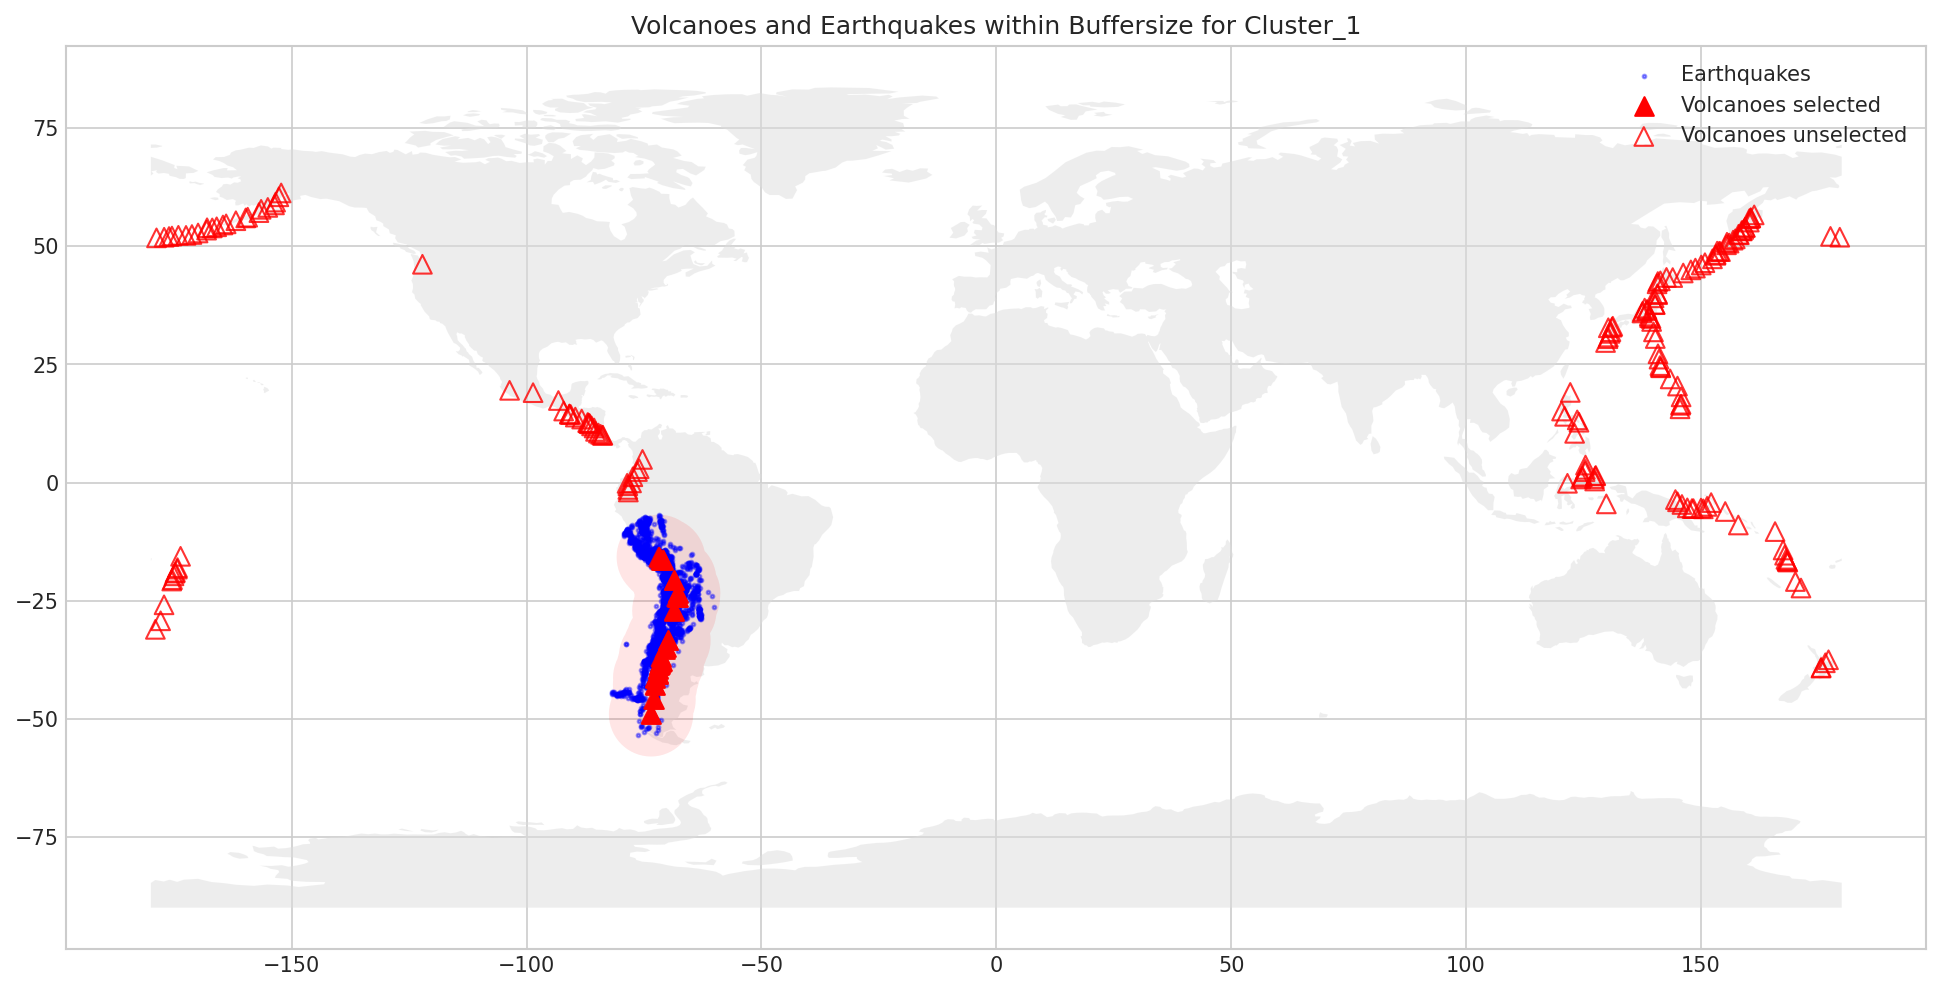 Volcanoes and Earthquakes within Buffersize for Cluster_1
Earthquakes
Volcanoes selected
Volcanoes unselected
75
50
25
0
−25
−50
−75
−150 −100 −50 0 50 100 150